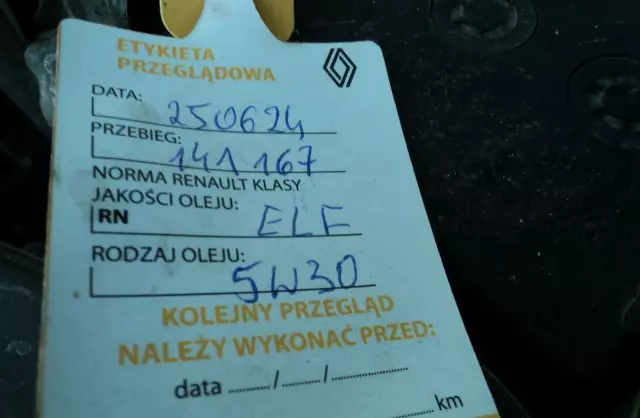 ETYKIETA
PRZEGLĄDOWA
DATA: 250624
PRZEBIEG: 141 167
NORMA RENAULT KLASY
JAKOŚCI OLEJU:
RN ELF
RODZAJ OLEJU: 5W30
KOLEJNY PRZEGLĄD
NALEŻY WYKONAĆ PRZED:
data ......../......../................
................ km